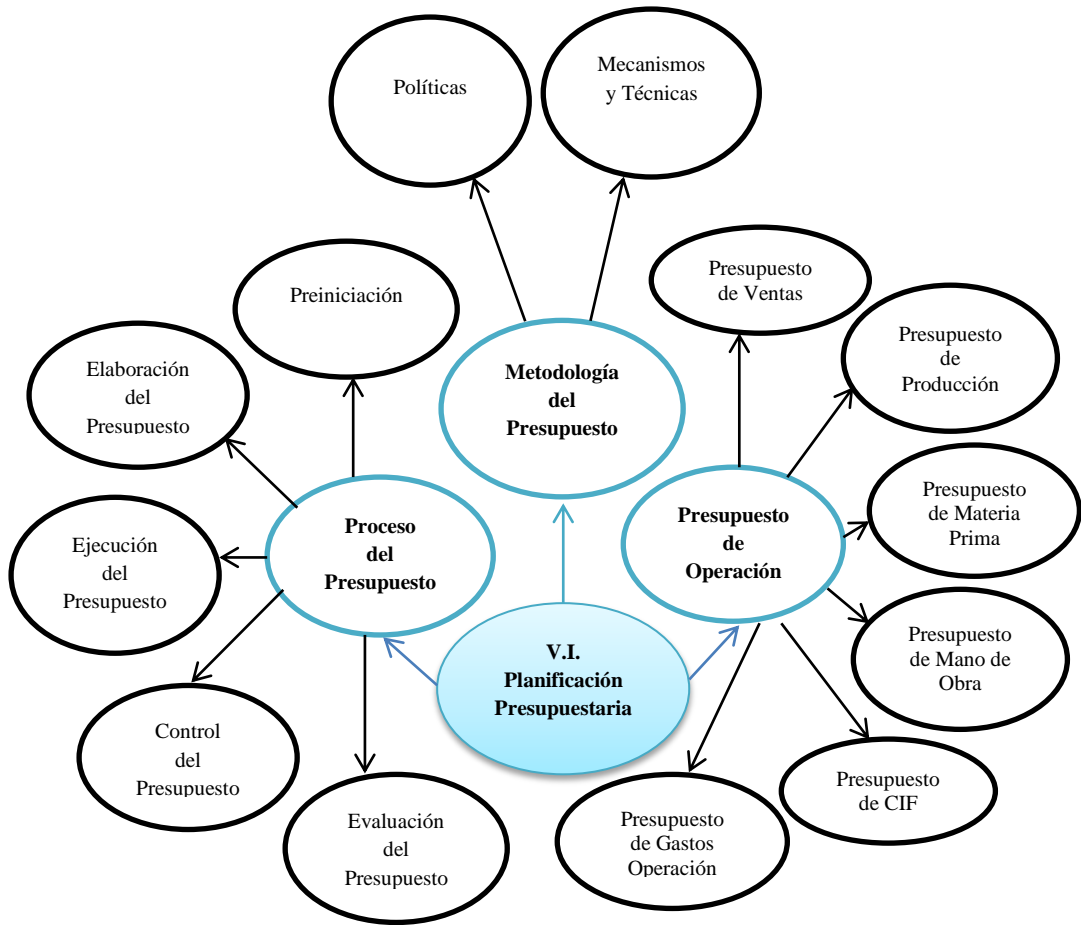 Políticas
Mecanismos
y Técnicas
Preiniciación
Presupuesto
de Ventas
Elaboración
del
Presupuesto
Metodología
del
Presupuesto
Presupuesto
de
Producción
Ejecución
del
Presupuesto
Proceso
del
Presupuesto
Presupuesto
de
Operación
Presupuesto
de Materia
Prima
V.I.
Planificación
Presupuestaria
Presupuesto
de Mano de
Obra
Control
del
Presupuesto
Evaluación
del
Presupuesto
Presupuesto
de Gastos
Operación
Presupuesto
de CIF